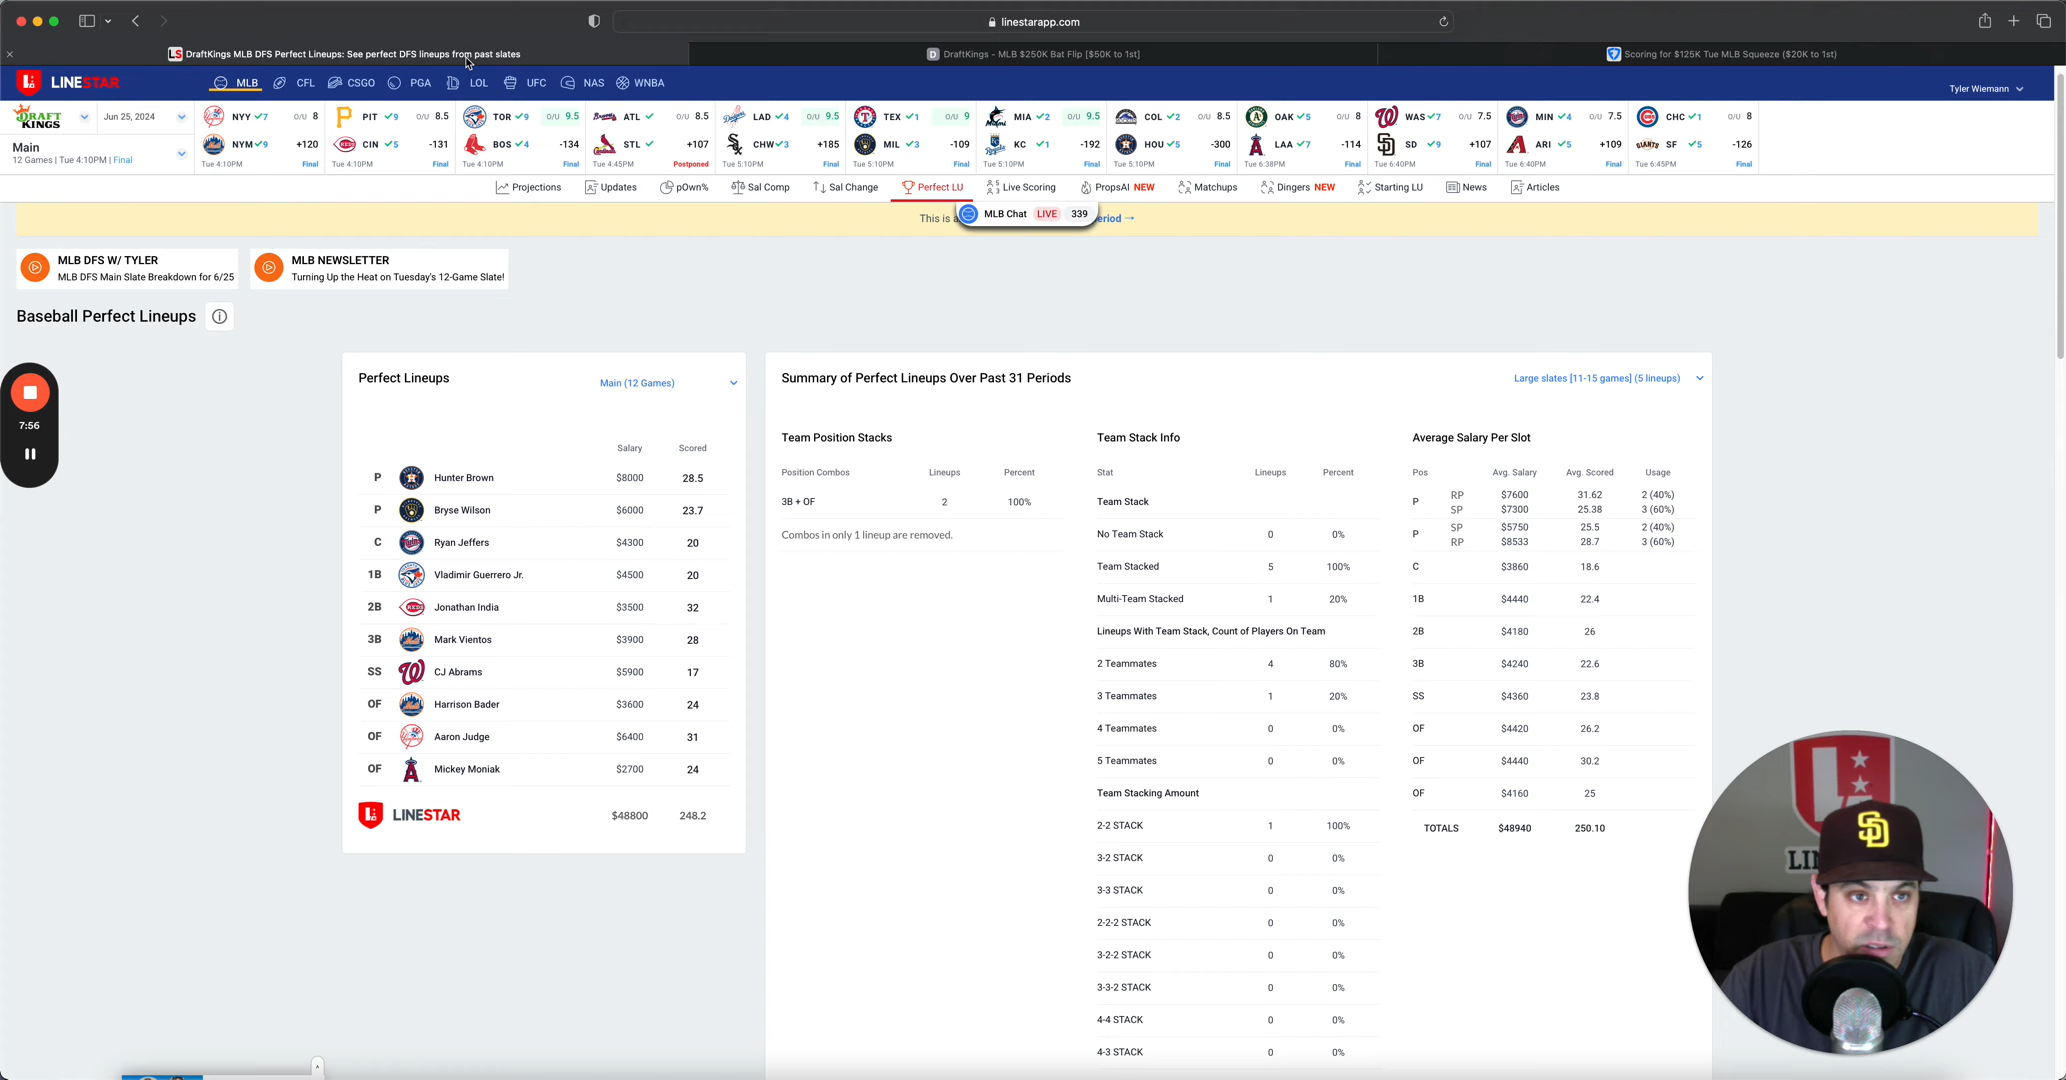 linestarapp.com
DraftKings MLB DFS Perfect Lineups: See perfect DFS lineups from past slates
DraftKings - MLB $250K Bat Flip [$50K to 1st]
Scoring for $125K Tue MLB Squeeze ($20K to 1st)
LINESTAR MLB CFL CSGO PGA LOL UFC NAS WNBA Tyler Wiemann
DRAFT KINGS Jun 25, 2024
Main
12 Games | Tue 4:10PM | Final
NYY 7 O/U 8
NYM 9 +120
Tue 4:10PM Final
PIT 9 O/U 8.5
CIN 5 -131
Tue 4:10PM Final
TOR 9 O/U 9.5
BOS 4 -134
Tue 4:10PM Final
ATL O/U 8.5
STL +107
Tue 4:45PM Postponed
LAD 4 O/U 9.5
CHW 3 +185
Tue 5:10PM Final
TEX 1 O/U 9
MIL 3 -109
Tue 5:10PM Final
MIA 2 O/U 9.5
KC 1 -192
Tue 5:10PM Final
COL 2 O/U 8.5
HOU 5 -300
Tue 5:10PM Final
OAK 5 O/U 8
LAA 7 -114
Tue 6:38PM Final
WAS 7 O/U 7.5
SD 9 +107
Tue 6:40PM Final
MIN 4 O/U 7.5
ARI 5 +109
Tue 6:40PM Final
CHC 1 O/U 8
SF 5 -126
Tue 6:45PM Final
Projections Updates pOwn% Sal Comp Sal Change Perfect LU Live Scoring PropsAI NEW Matchups Dingers NEW Starting LU News Articles
This is a
eriod →
MLB Chat LIVE 339
MLB DFS W/ TYLER
MLB DFS Main Slate Breakdown for 6/25
MLB NEWSLETTER
Turning Up the Heat on Tuesday's 12-Game Slate!
Baseball Perfect Lineups
7:56
Perfect Lineups Main (12 Games)
Salary Scored
P Hunter Brown $8000 28.5
P Bryse Wilson $6000 23.7
C Ryan Jeffers $4300 20
1B Vladimir Guerrero Jr. $4500 20
2B Jonathan India $3500 32
3B Mark Vientos $3900 28
SS CJ Abrams $5900 17
OF Harrison Bader $3600 24
OF Aaron Judge $6400 31
OF Mickey Moniak $2700 24
LINESTAR $48800 248.2
Summary of Perfect Lineups Over Past 31 Periods Large slates [11-15 games] (5 lineups)
Team Position Stacks
Position Combos Lineups Percent
3B + OF 2 100%
Combos in only 1 lineup are removed.
Team Stack Info
Stat Lineups Percent
Team Stack
No Team Stack 0 0%
Team Stacked 5 100%
Multi-Team Stacked 1 20%
Lineups With Team Stack, Count of Players On Team
2 Teammates 4 80%
3 Teammates 1 20%
4 Teammates 0 0%
5 Teammates 0 0%
Team Stacking Amount
2-2 STACK 1 100%
3-2 STACK 0 0%
3-3 STACK 0 0%
2-2-2 STACK 0 0%
3-2-2 STACK 0 0%
3-3-2 STACK 0 0%
4-4 STACK 0 0%
4-3 STACK 0 0%
Average Salary Per Slot
Pos Avg. Salary Avg. Scored Usage
P RP $7600 31.62 2 (40%)
SP $7300 25.38 3 (60%)
P SP $5750 25.5 2 (40%)
RP $8533 28.7 3 (60%)
C $3860 18.6
1B $4440 22.4
2B $4180 26
3B $4240 22.6
SS $4360 23.8
OF $4420 26.2
OF $4440 30.2
OF $4160 25
TOTALS $48940 250.10
SD